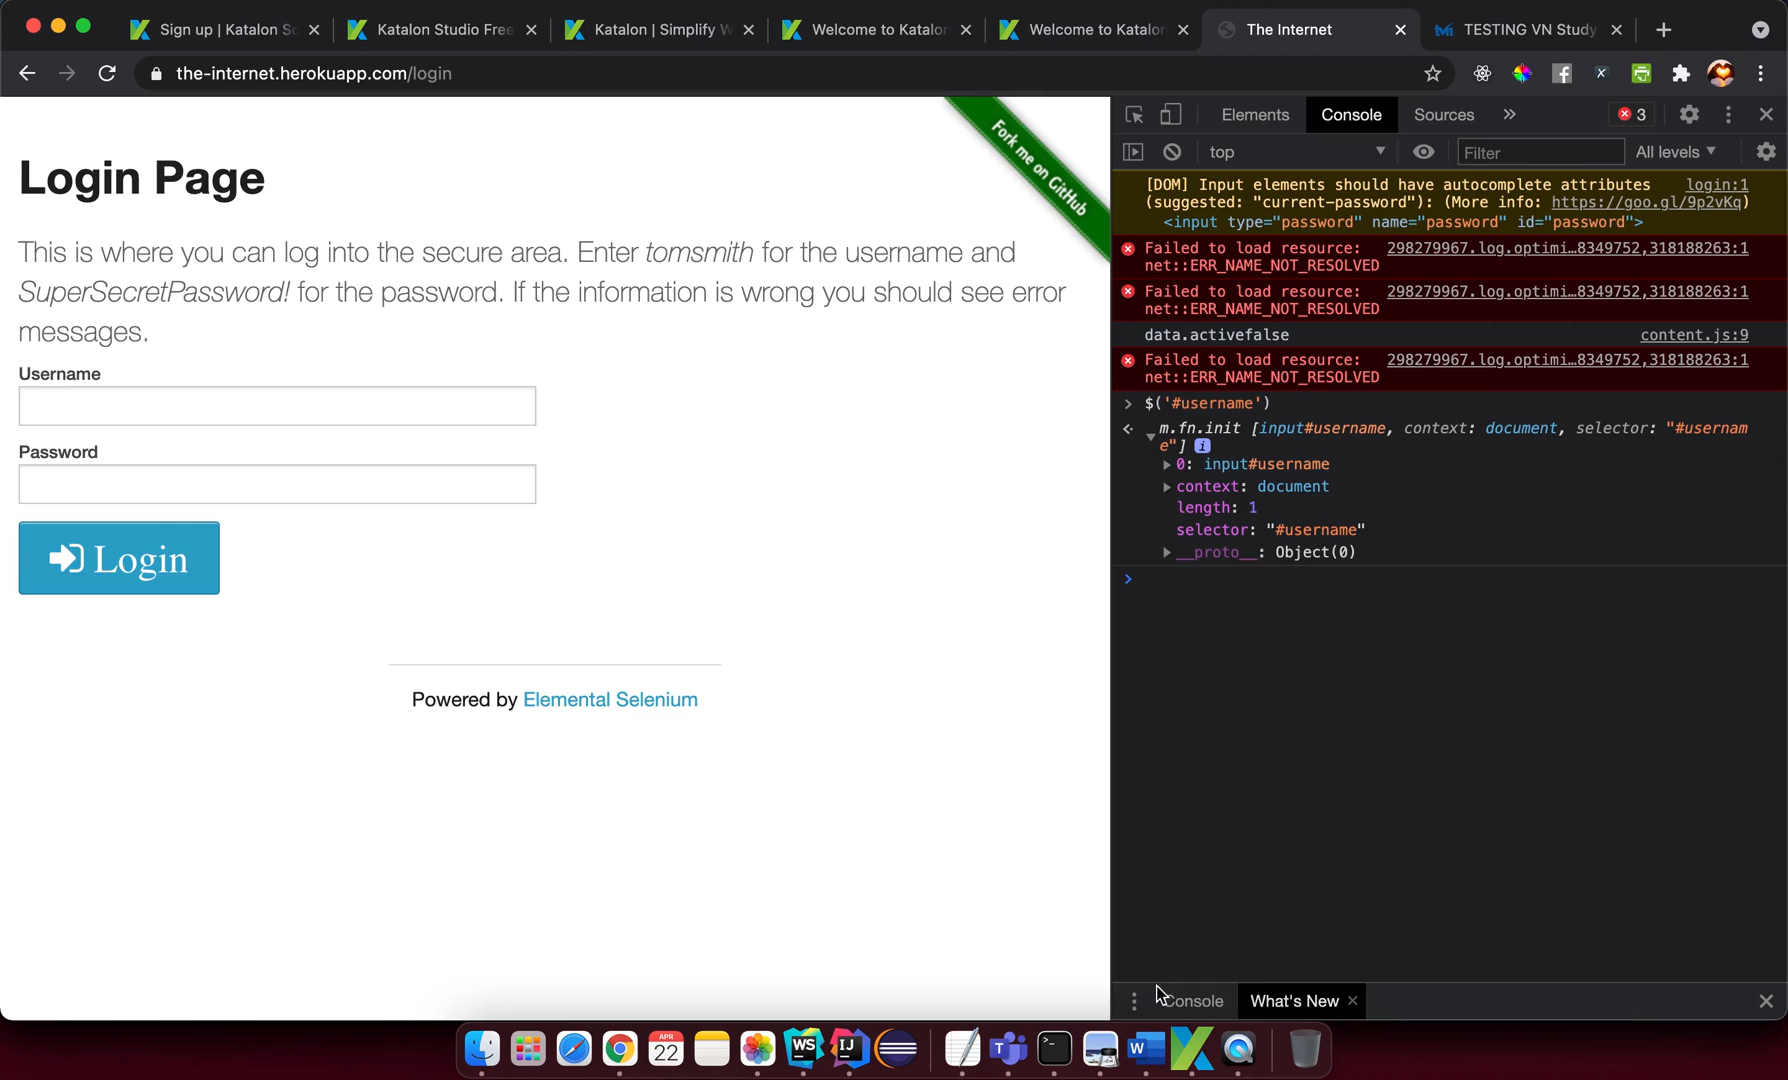 Sign up | Katalon Sc
Katalon Studio Free
Katalon | Simplify W
Welcome to Katalon
Welcome to Katalon
The Internet
TESTING VN Study
the-internet.herokuapp.com/login
Fork me on GitHub
Login Page
This is where you can log into the secure area. Enter tomsmith for the username and
SuperSecretPassword! for the password. If the information is wrong you should see error
messages.
Username
Password
Login
Powered by Elemental Selenium
Elements Console Sources » 3
top Filter All levels
[DOM] Input elements should have autocomplete attributes login:1
(suggested: "current-password"): (More info: https://goo.gl/9p2vKq)
<input type="password" name="password" id="password">
Failed to load resource: 298279967.log.optimi…8349752,318188263:1
net::ERR_NAME_NOT_RESOLVED
Failed to load resource: 298279967.log.optimi…8349752,318188263:1
net::ERR_NAME_NOT_RESOLVED
data.activefalse content.js:9
Failed to load resource: 298279967.log.optimi…8349752,318188263:1
net::ERR_NAME_NOT_RESOLVED
> $('#username')
m.fn.init [input#username, context: document, selector: "#usernam
e"] i
0: input#username
context: document
length: 1
selector: "#username"
__proto__: Object(0)
>
Console What's New
APR
22
WS
IJ
W